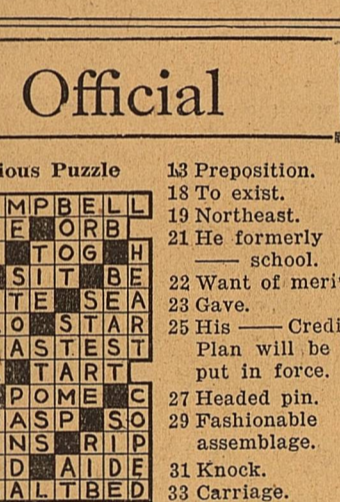 Official
ious Puzzle
MPBELL
E ORB
TOG H
SIT BE
TE SEA
O STAR
ASTEST
TART
POME C
ASP SO
NS RIP
D AIDE
ALTBED
13 Preposition.
18 To exist.
19 Northeast.
21 He formerly
—— school.
22 Want of meri
23 Gave.
25 His —— Credi
Plan will be
put in force.
27 Headed pin.
29 Fashionable
assemblage.
31 Knock.
33 Carriage.